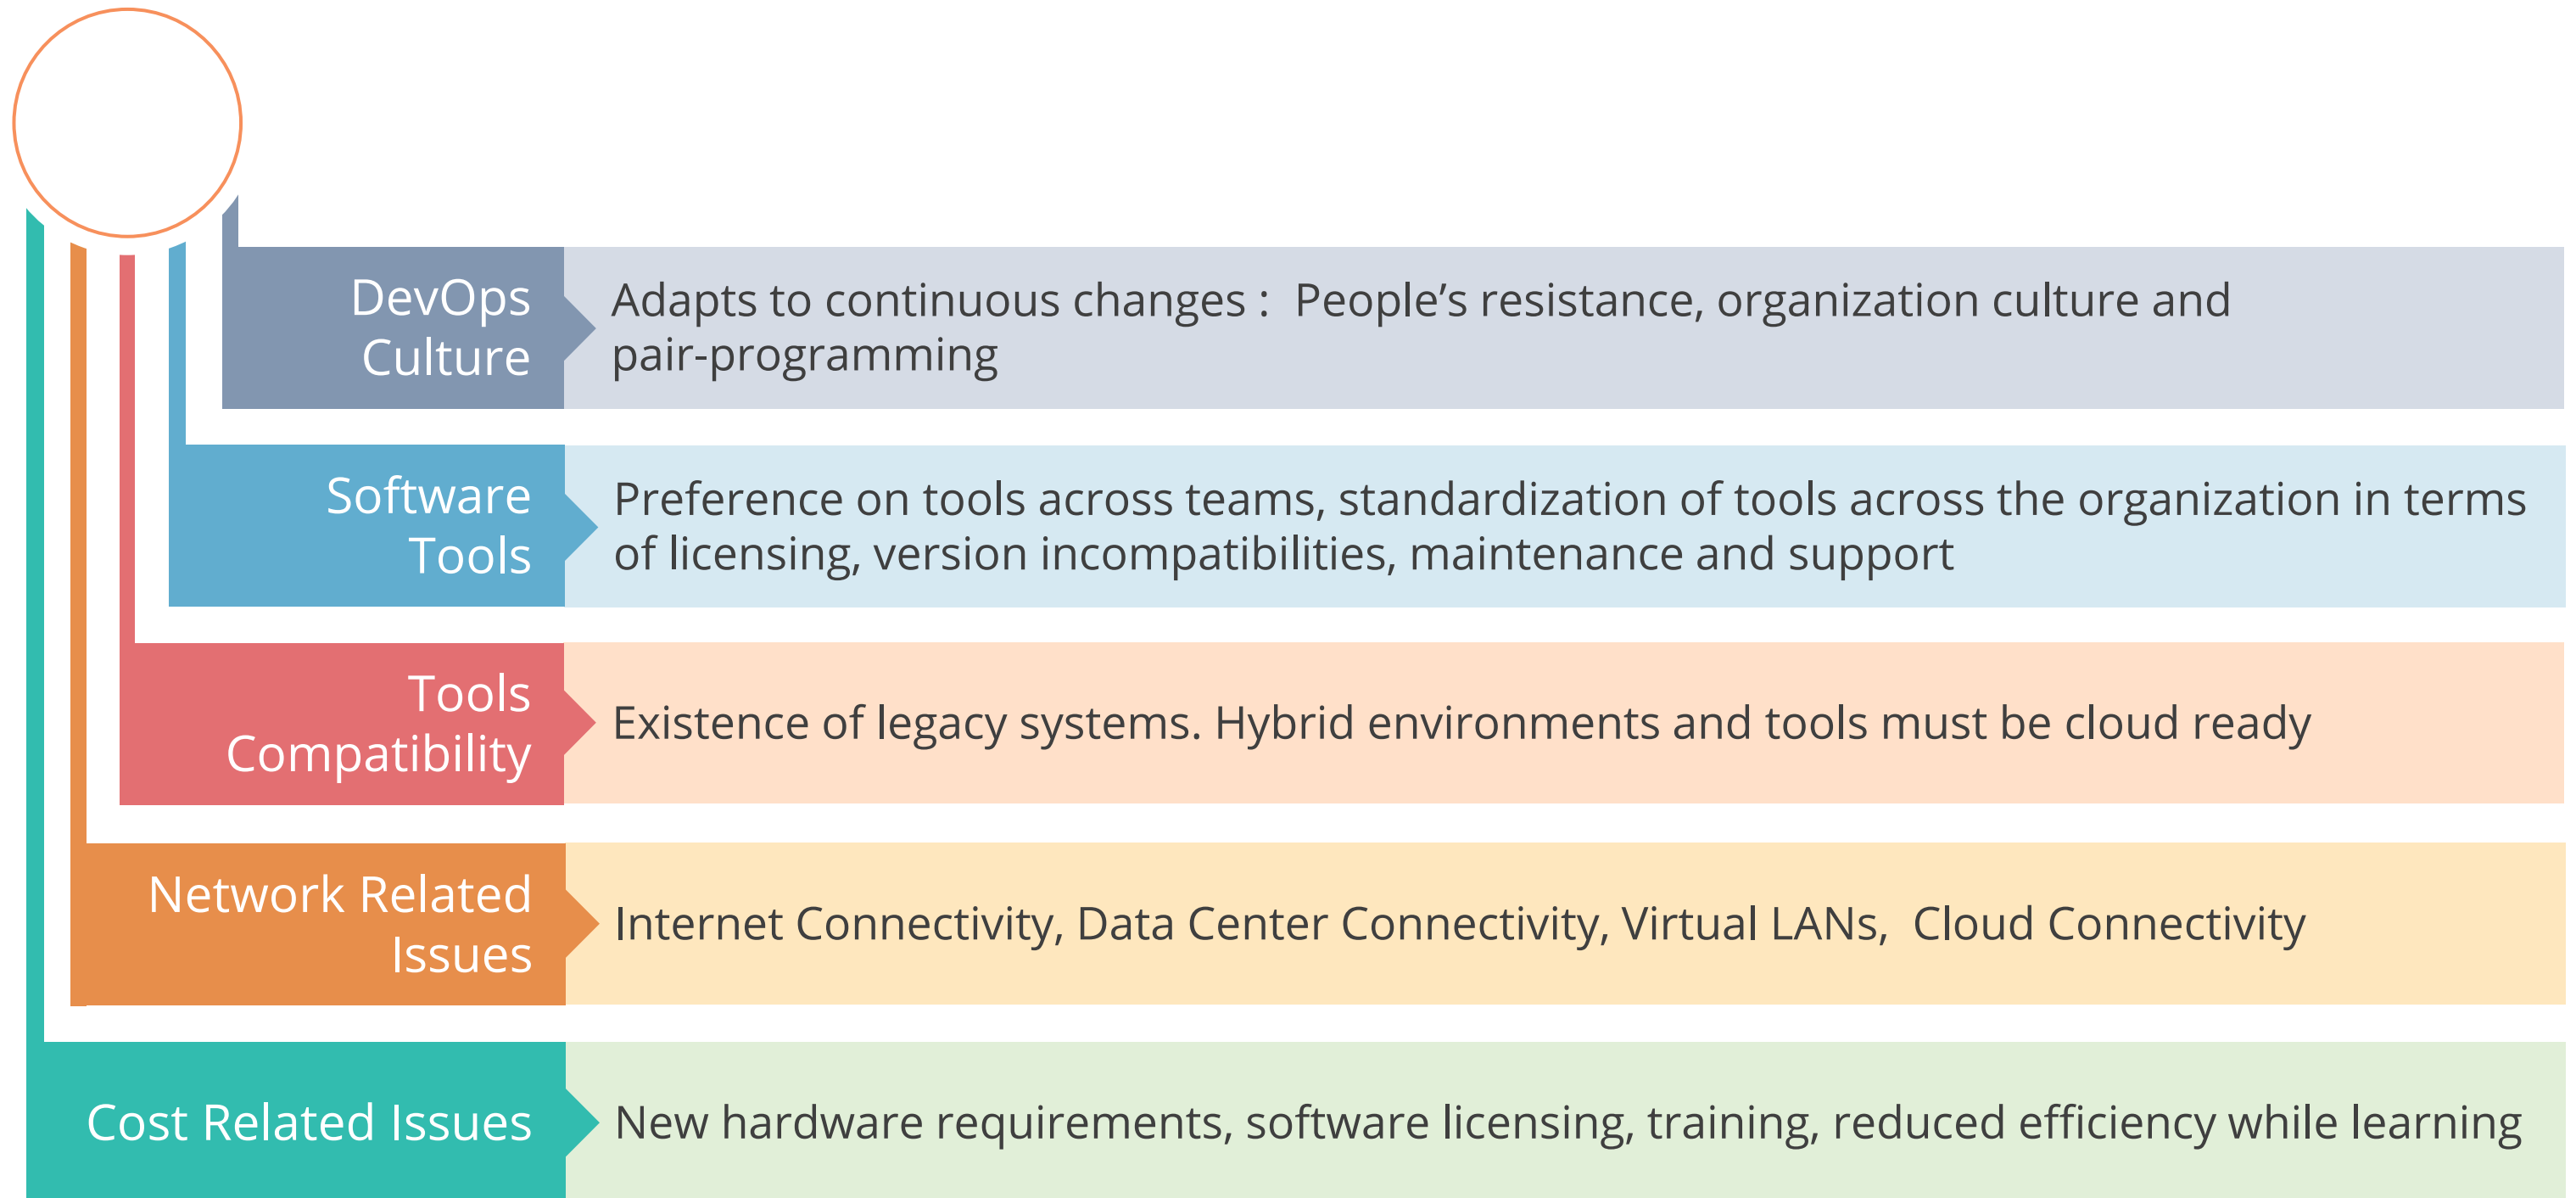 DevOps
Culture
Adapts to continuous changes :  People’s resistance, organization culture and
pair-programming
Software
Tools
Preference on tools across teams, standardization of tools across the organization in terms
of licensing, version incompatibilities, maintenance and support
Tools
Compatibility
Existence of legacy systems. Hybrid environments and tools must be cloud ready
Network Related
Issues
Internet Connectivity, Data Center Connectivity, Virtual LANs,  Cloud Connectivity
Cost Related Issues
New hardware requirements, software licensing, training, reduced efficiency while learning